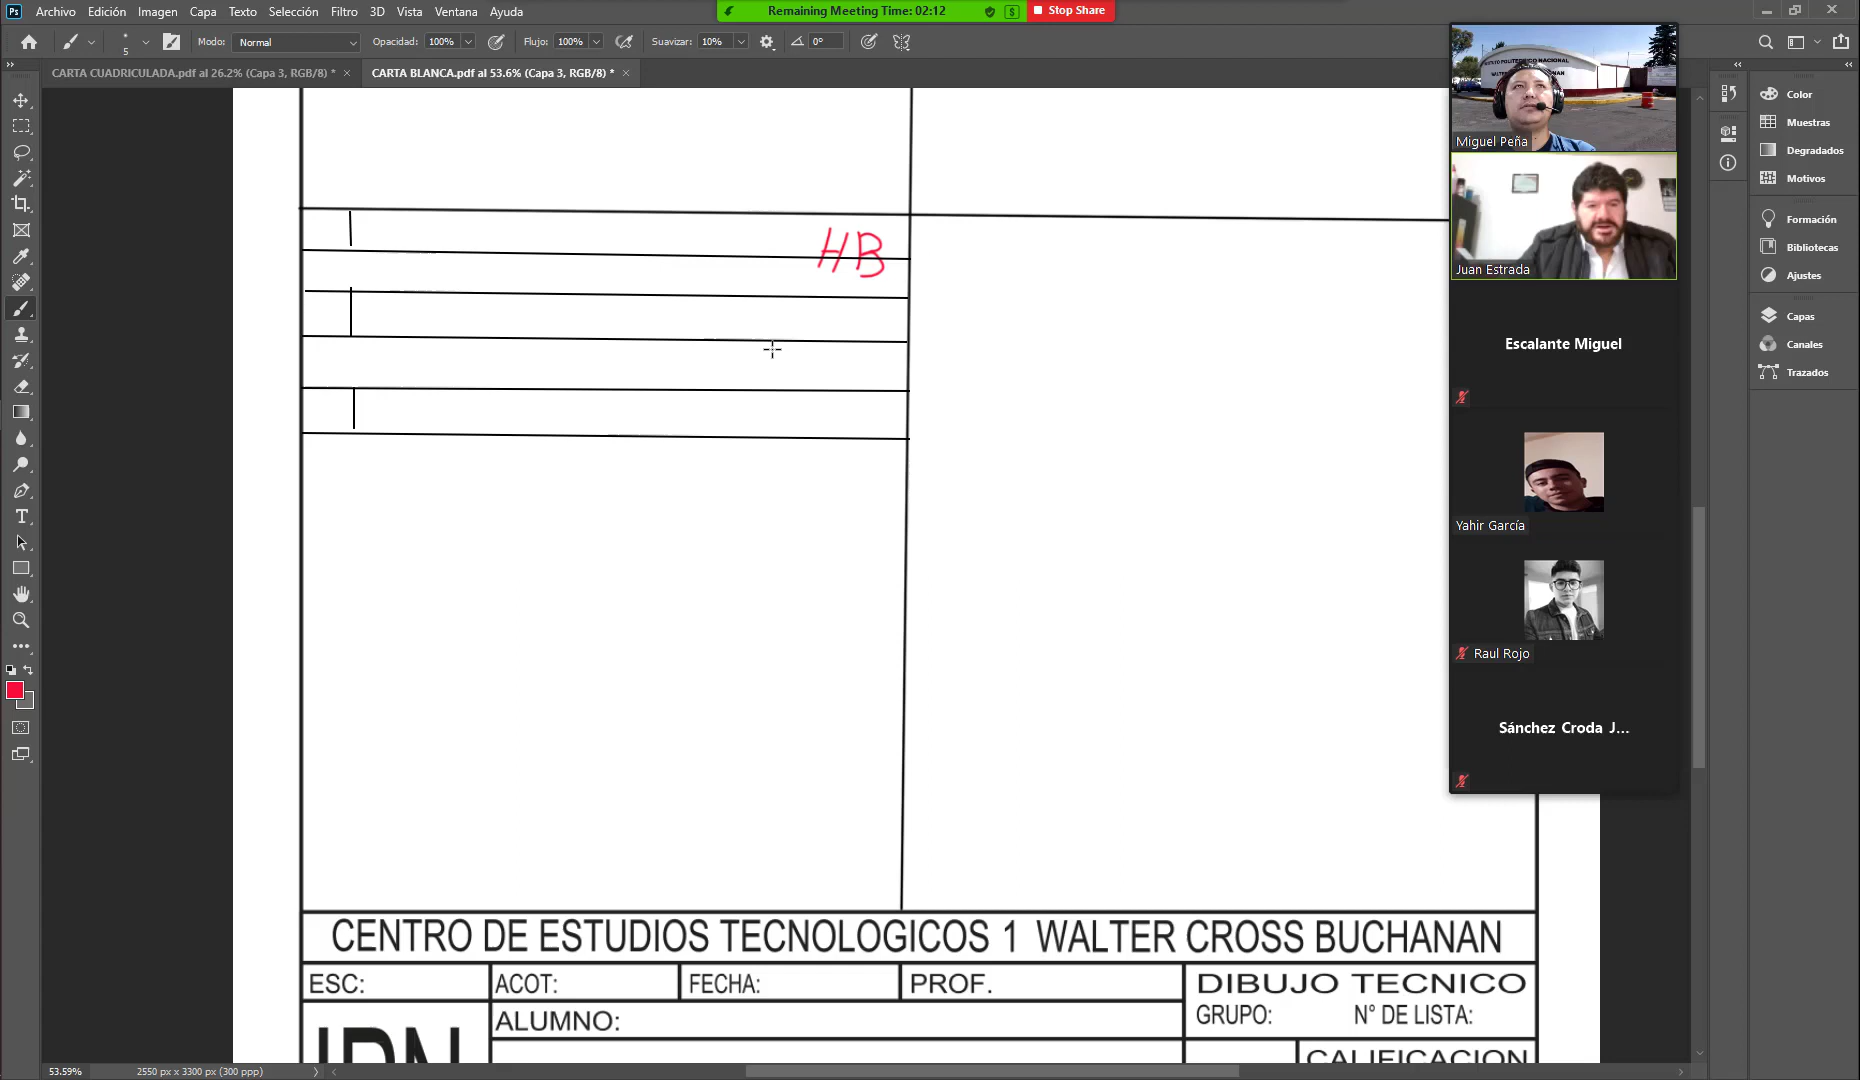 Ps Archivo Edición Imagen Capa Texto Selección Filtro 3D Vista Ventana Ayuda
Remaining Meeting Time: 02:12 Stop Share
5 Modo: Normal Opacidad: 100% Flujo: 100% Suavizar: 10% 0°
CARTA CUADRICULADA.pdf al 26.2% (Capa 3, RGB/8) * × CARTA BLANCA.pdf al 53.6% (Capa 3, RGB/8) * ×
HB
CENTRO DE ESTUDIOS TECNOLOGICOS 1 WALTER CROSS BUCHANAN
ESC: ACOT: FECHA: PROF. DIBUJO TECNICO
ALUMNO: GRUPO: N° DE LISTA:
IPN CALIFICACION
53.59% 2550 px x 3300 px (300 ppp)
Miguel Peña
Juan Estrada
Escalante Miguel
Yahir García
Raul Rojo
Sánchez Croda J...
Color
Muestras
Degradados
Motivos
Formación
Bibliotecas
Ajustes
Capas
Canales
Trazados